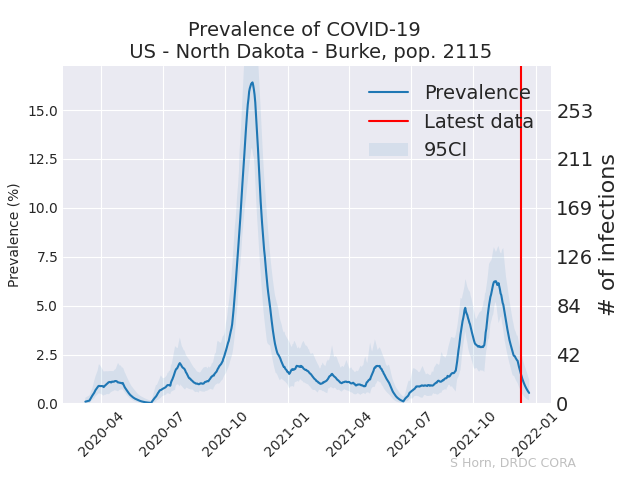 Prevalence of COVID-19
US - North Dakota - Burke, pop. 2115
Prevalence
Latest data
95CI
Prevalence (%)
15.0
12.5
10.0
7.5
5.0
2.5
0.0
253
211
169
126
84
42
0
# of infections
2020-04
2020-07
2020-10
2021-01
2021-04
2021-07
2021-10
2022-01
S Horn, DRDC CORA